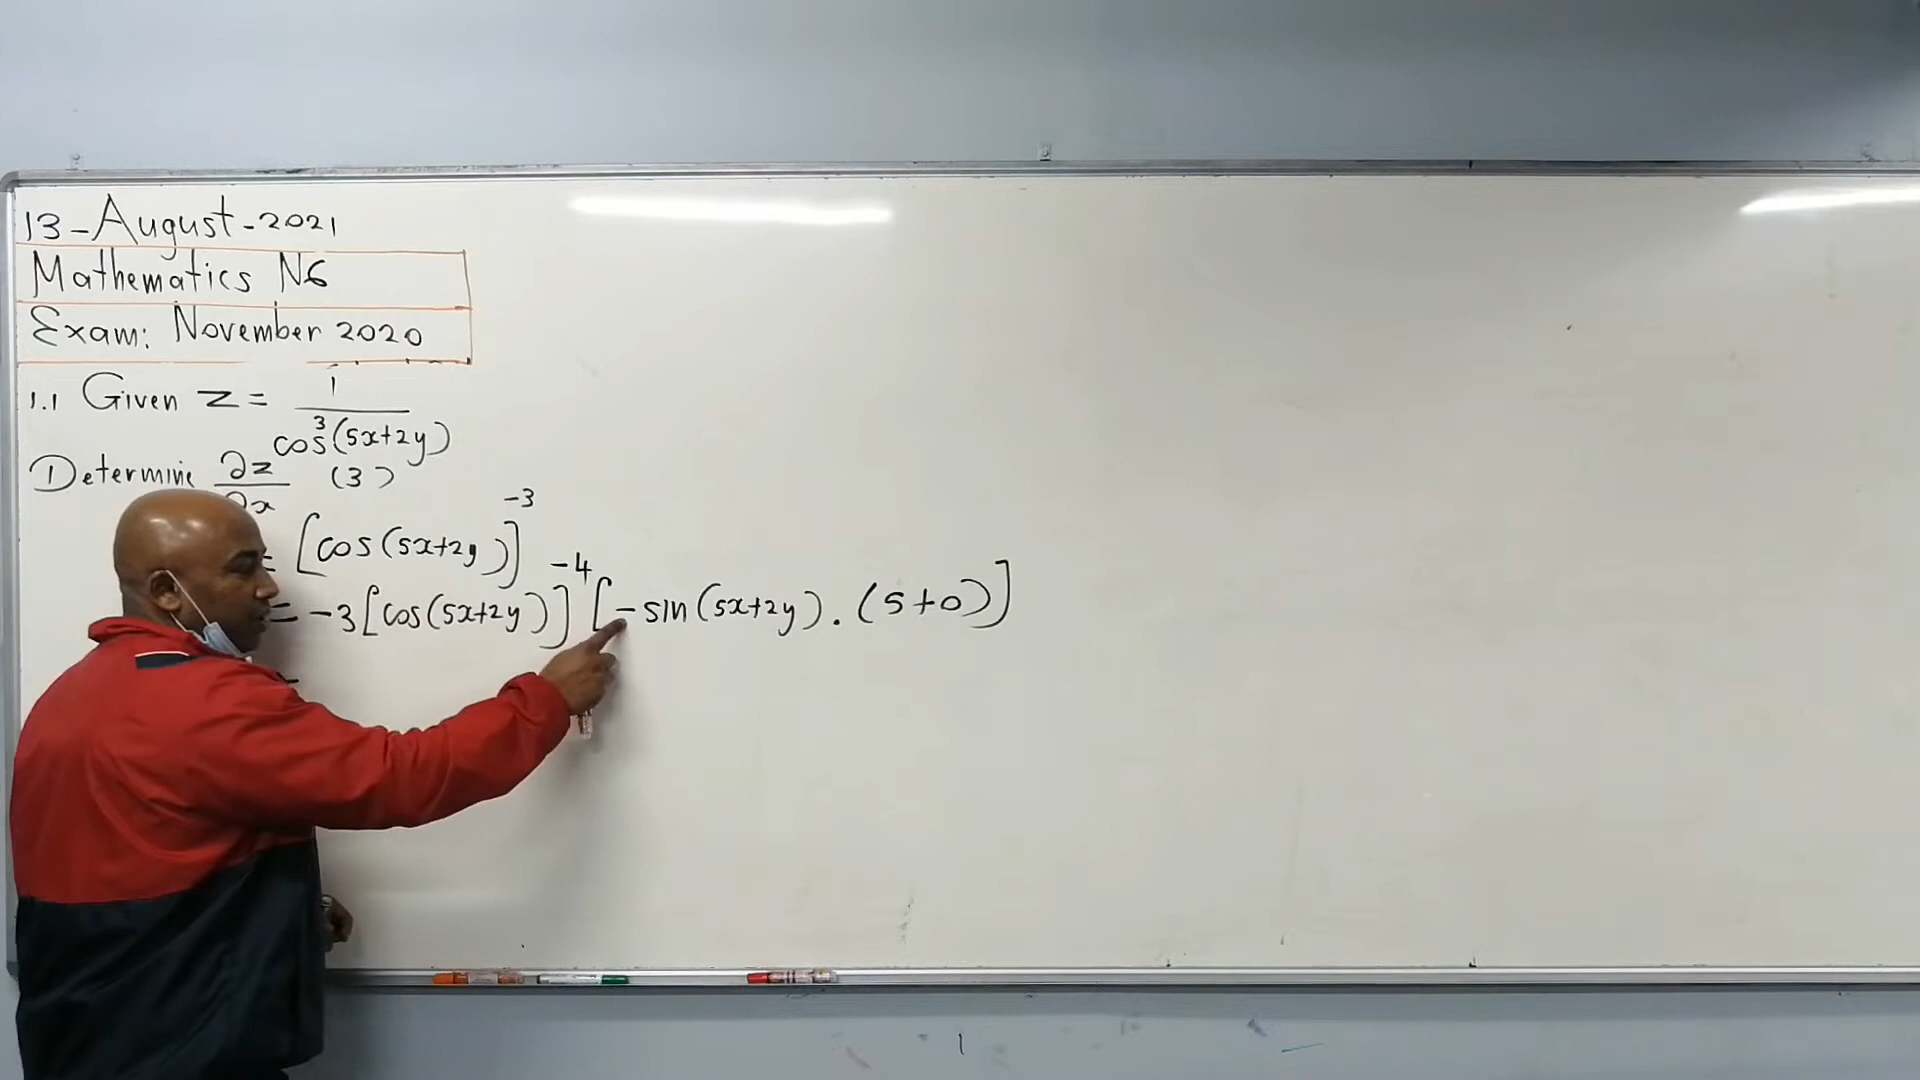 13-August-2021
Mathematics N6
Exam: November 2020
1.1 Given z = 1 / cos³(5x+2y)
Determine ∂z/∂x (3)
= [cos(5x+2y)]⁻³
= -3[cos(5x+2y)]⁻⁴ [-sin(5x+2y).(5+0)]